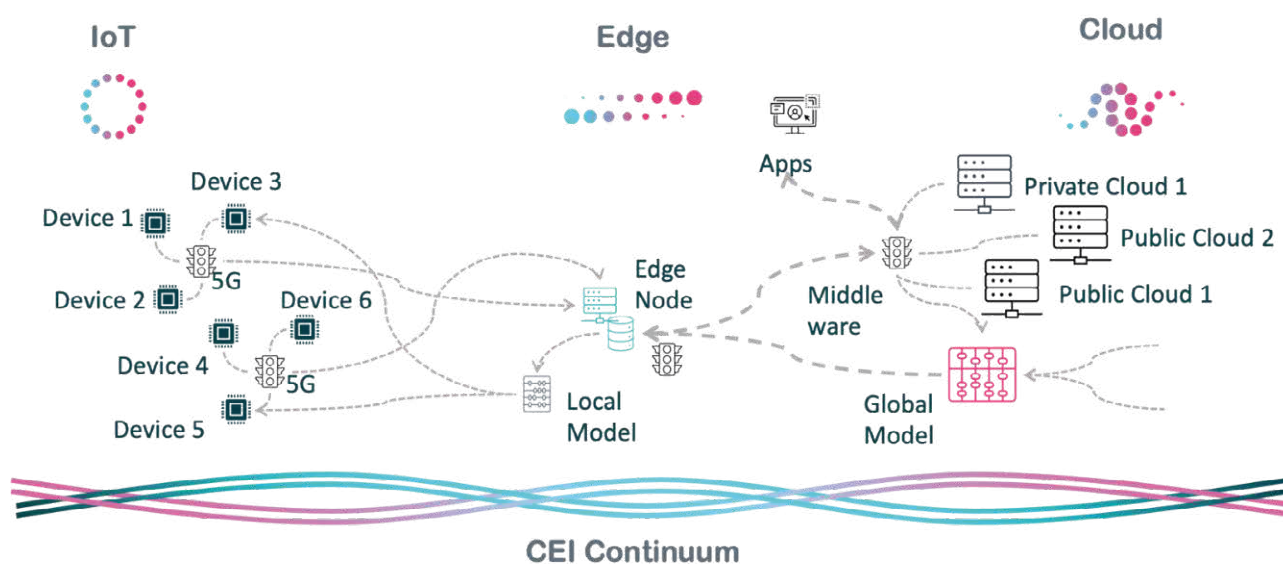 IoT
Edge
Cloud
Apps
Device 3
Device 1
5G
Device 2
Device 6
Device 4
5G
Device 5
Edge
Node
Local
Model
Middle
ware
Private Cloud 1
Public Cloud 2
Public Cloud 1
Global
Model
CEI Continuum